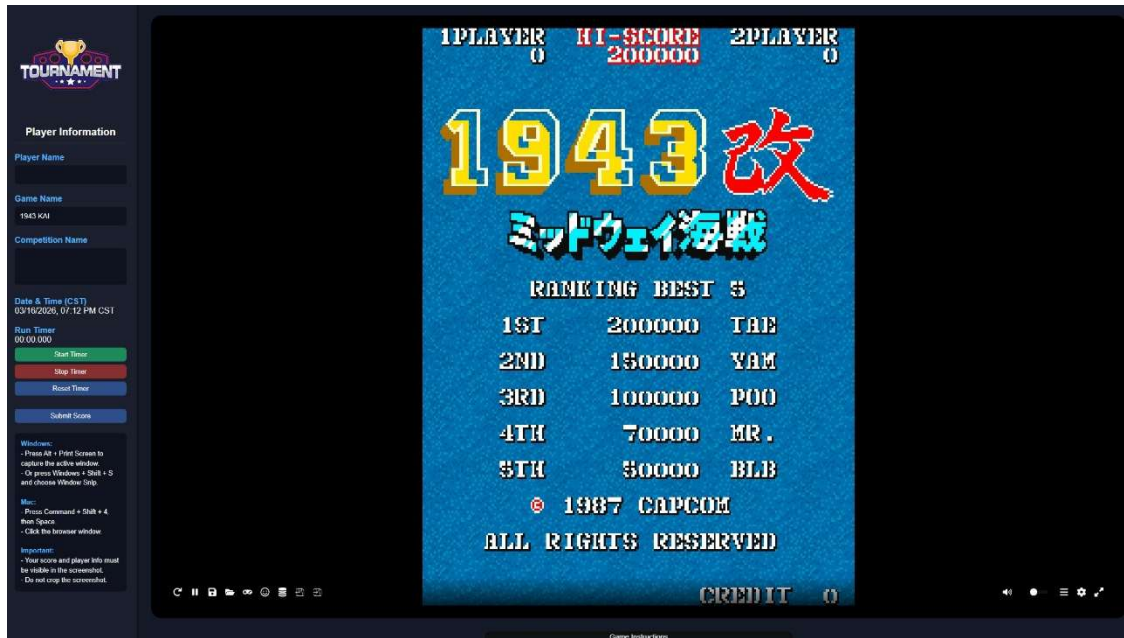 TOURNAMENT
Player Information
Player Name
Game Name
1943 KAI
Competition Name
Date & Time (CST)
03/16/2026, 07:12 PM CST
Run Timer
00:00.000
Start Timer
Stop Timer
Reset Timer
Submit Score
Windows:
- Press Alt + Print Screen to
capture the active window.
- Or press Windows + Shift + S
and choose Window Snip.
Mac:
- Press Command + Shift + 4,
then Space.
- Click the browser window.
Important:
- Your score and player info must
be visible in the screenshot.
- Do not crop the screenshot.
1PLAYER HI-SCORE 2PLAYER
0 200000 0
1943改
ミッドウェイ海戦
RANKING BEST 5
1ST 200000 TAE
2ND 150000 YAM
3RD 100000 POO
4TH 70000 MR.
5TH 50000 BLB
© 1987 CAPCOM
ALL RIGHTS RESERVED
CREDIT 0
Game Instructions